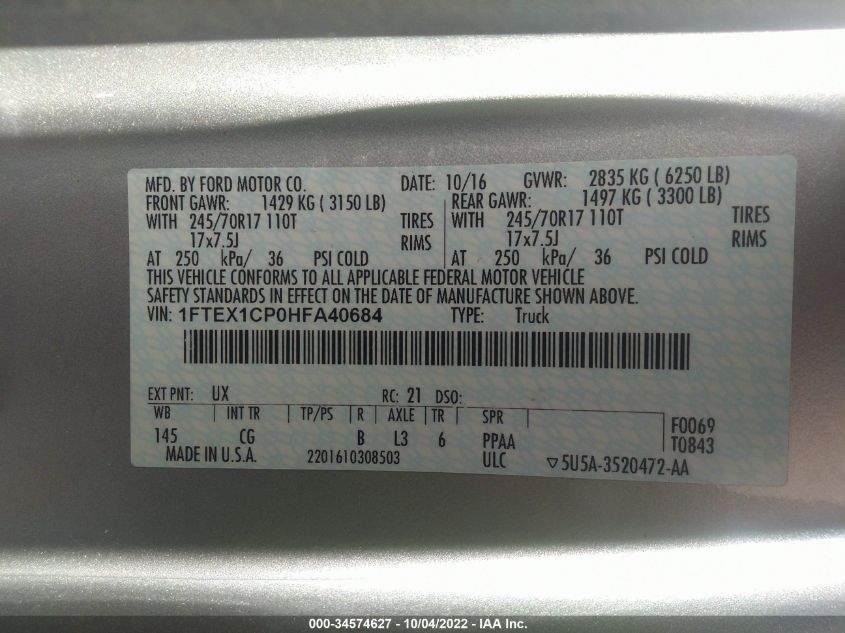 MFD. BY FORD MOTOR CO. DATE: 10/16 GVWR: 2835 KG ( 6250 LB)
FRONT GAWR: 1429 KG ( 3150 LB) REAR GAWR: 1497 KG ( 3300 LB)
WITH 245/70R17 110T TIRES WITH 245/70R17 110T TIRES
17x7.5J RIMS 17x7.5J RIMS
AT 250 kPa/ 36 PSI COLD AT 250 kPa/ 36 PSI COLD
THIS VEHICLE CONFORMS TO ALL APPLICABLE FEDERAL MOTOR VEHICLE
SAFETY STANDARDS IN EFFECT ON THE DATE OF MANUFACTURE SHOWN ABOVE.
VIN: 1FTEX1CP0HFA40684 TYPE: Truck
EXT PNT: UX RC: 21 DSO:
WB INT TR TP/PS R AXLE TR SPR F0069
145 CG B L3 6 PPAA T0843
MADE IN U.S.A. 2201610308503 ULC ▽5U5A-3520472-AA
000-34574627 - 10/04/2022 - IAA Inc.